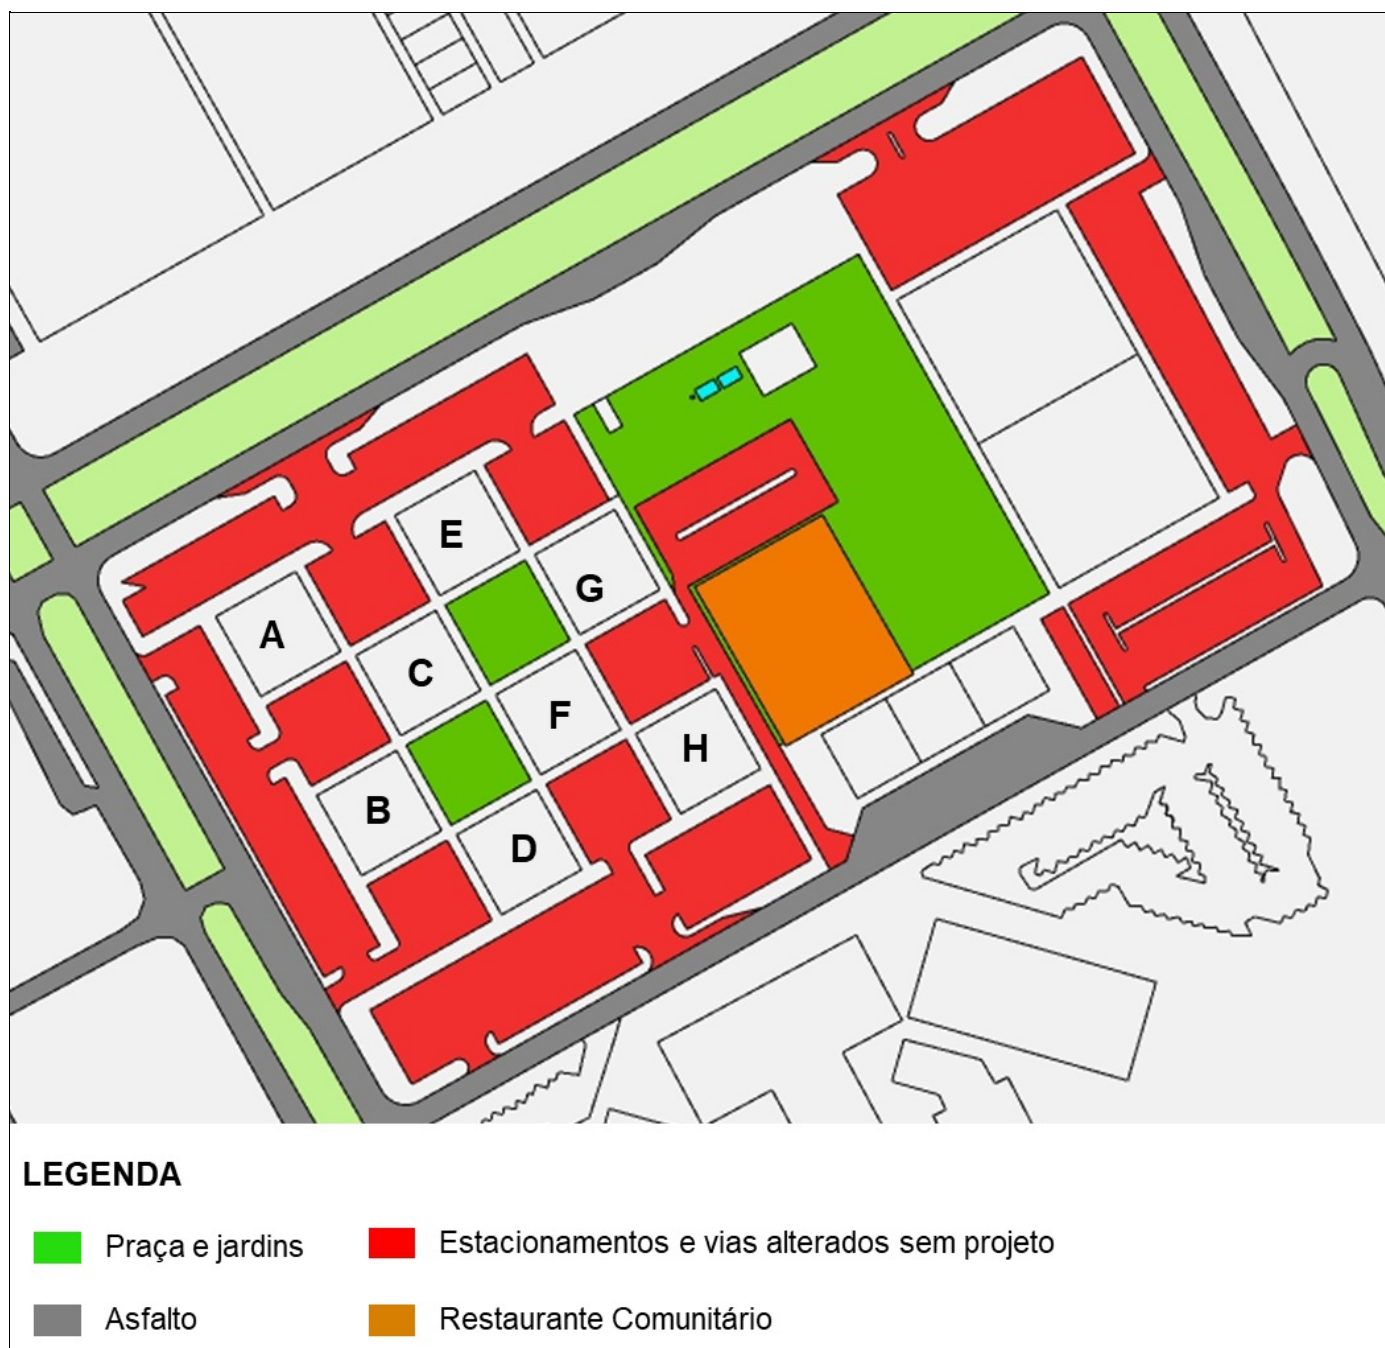 E
G
A
C
F
H
B
D
LEGENDA
Praça e jardins
Estacionamentos e vias alterados sem projeto
Asfalto
Restaurante Comunitário